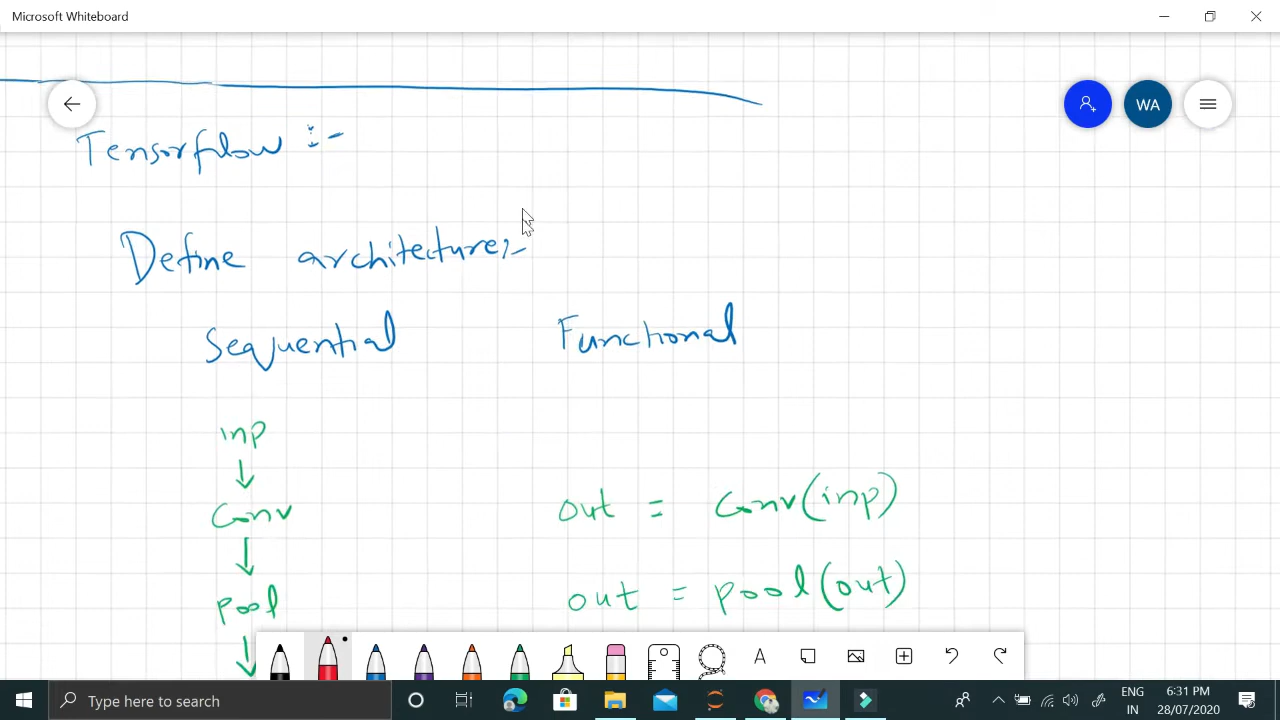 Microsoft Whiteboard
WA
Tensorflow :-
Define architecture:-
Sequential
Functional
inp
Conv
pool
out = Conv(inp)
out = pool(out)
A
Type here to search
ENG
IN
6:31 PM
28/07/2020